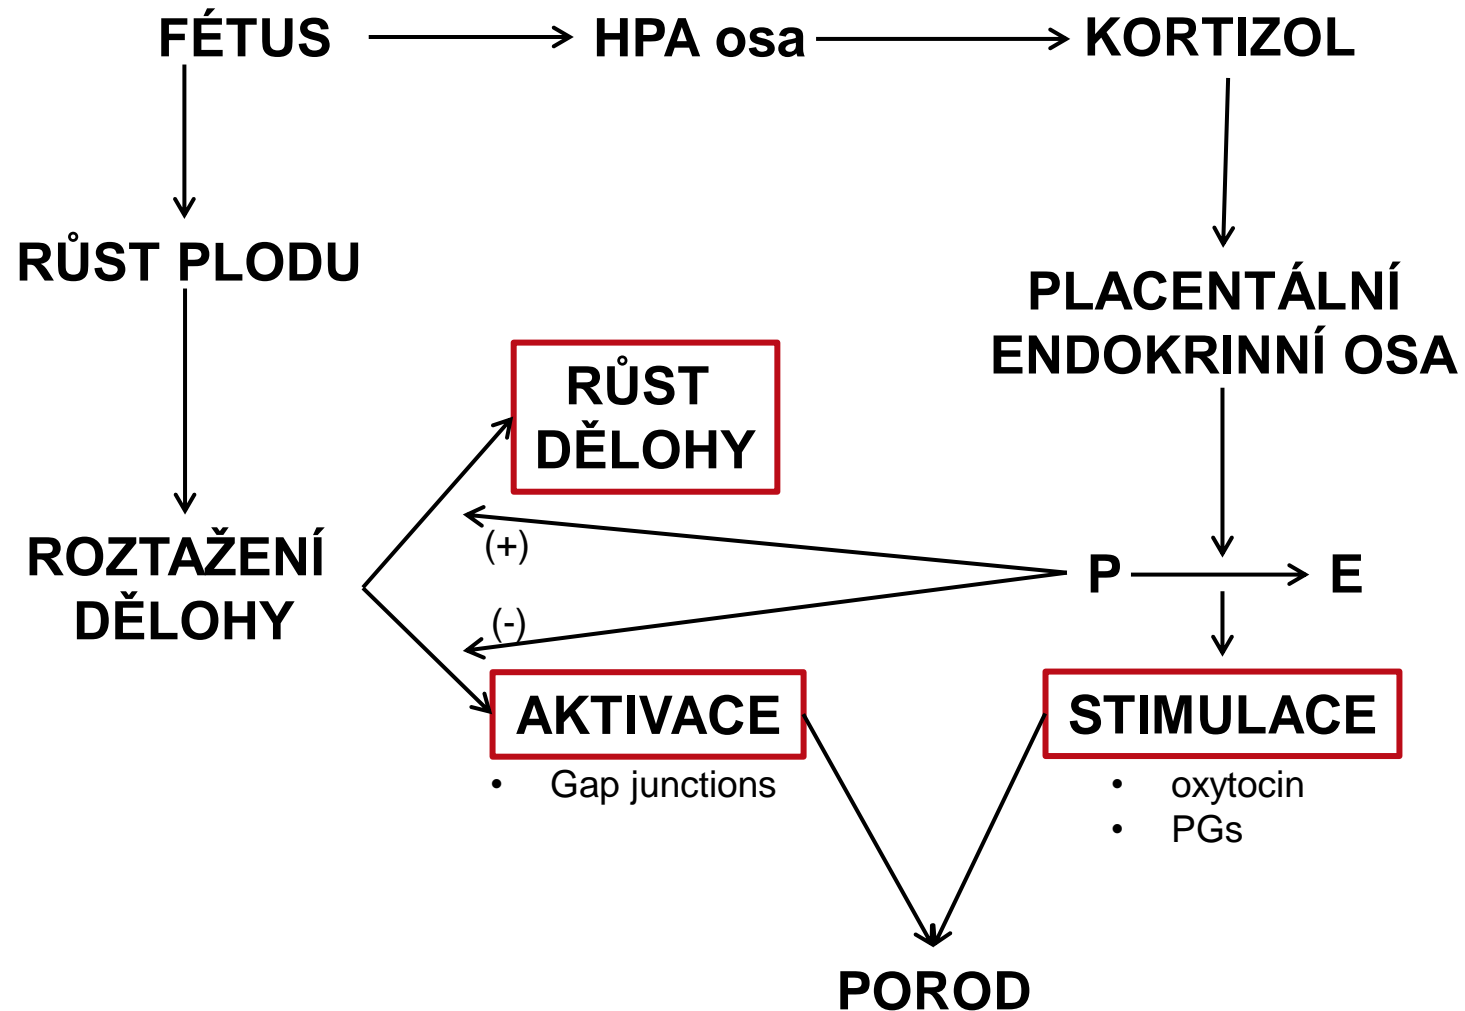 FÉTUS
HPA osa
KORTIZOL
RŮST PLODU
PLACENTÁLNÍ
ENDOKRINNÍ OSA
RŮST
DĚLOHY
ROZTAŽENÍ
DĚLOHY
(+)
(-)
P
E
AKTIVACE
• Gap junctions
STIMULACE
• oxytocin
• PGs
POROD